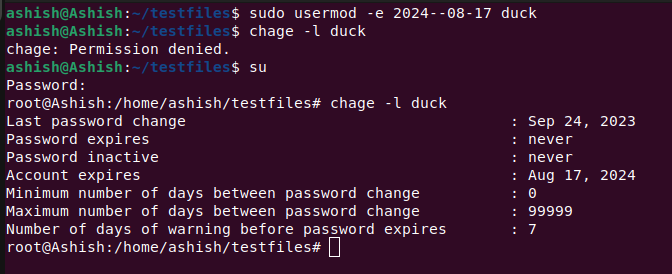 ashish@Ashish:~/testfiles$ sudo usermod -e 2024--08-17 duck
ashish@Ashish:~/testfiles$ chage -l duck
chage: Permission denied.
ashish@Ashish:~/testfiles$ su
Password:
root@Ashish:/home/ashish/testfiles# chage -l duck
Last password change : Sep 24, 2023
Password expires : never
Password inactive : never
Account expires : Aug 17, 2024
Minimum number of days between password change : 0
Maximum number of days between password change : 99999
Number of days of warning before password expires : 7
root@Ashish:/home/ashish/testfiles#